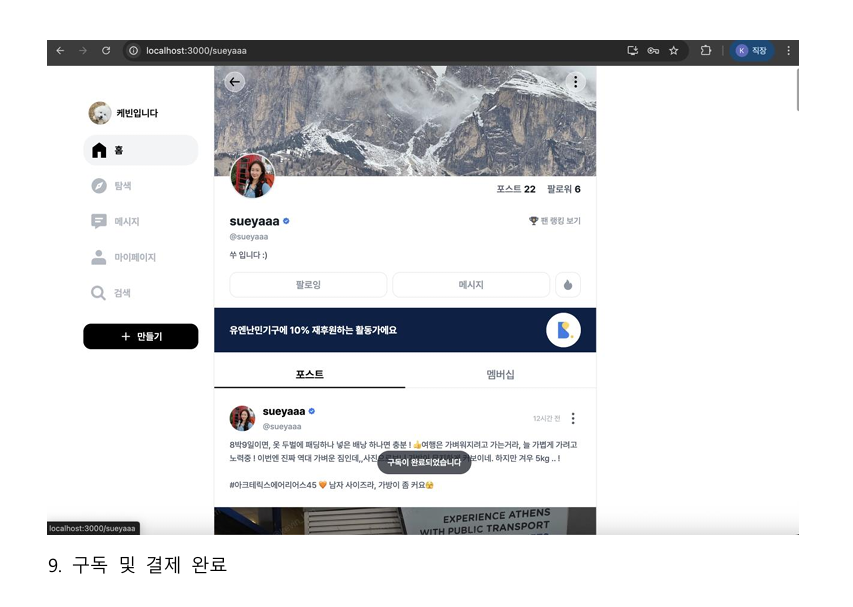 localhost:3000/sueyaaa
K 직장
케빈입니다
홈
탐색
메시지
마이페이지
검색
+ 만들기
포스트 22 팔로워 6
sueyaaa
팬 랭킹 보기
@sueyaaa
쑤 입니다 :)
팔로잉
메시지
유엔난민기구에 10% 재후원하는 활동가에요
포스트
멤버십
sueyaaa
12시간 전
@sueyaaa
8박9일이면, 옷 두벌에 패딩하나 넣은 배낭 하나면 충분 ! 👍여행은 가벼워지려고 가는거라, 늘 가볍게 가려고
노력중 ! 이번엔 진짜 역대 가벼운 짐인데,,사진 보이네. 하지만 겨우 5kg .. !
구독이 완료되었습니다
#아크테릭스에어리어스45 🧡 남자 사이즈라, 가방이 좀 커요😢
EXPERIENCE ATHENS
WITH PUBLIC TRANSPORT
localhost:3000/sueyaaa
9. 구독 및 결제 완료